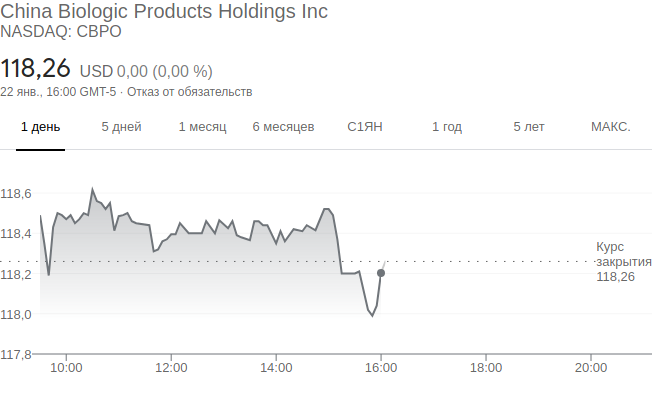 China Biologic Products Holdings Inc
NASDAQ: CBPO
118,26 USD 0,00 (0,00 %)
22 янв., 16:00 GMT-5 · Отказ от обязательств
1 день 5 дней 1 месяц 6 месяцев С1ЯН 1 год 5 лет МАКС.
118,6
118,4
118,2
118,0
117,8
Курс
закрытия
118,26
10:00 12:00 14:00 16:00 18:00 20:00